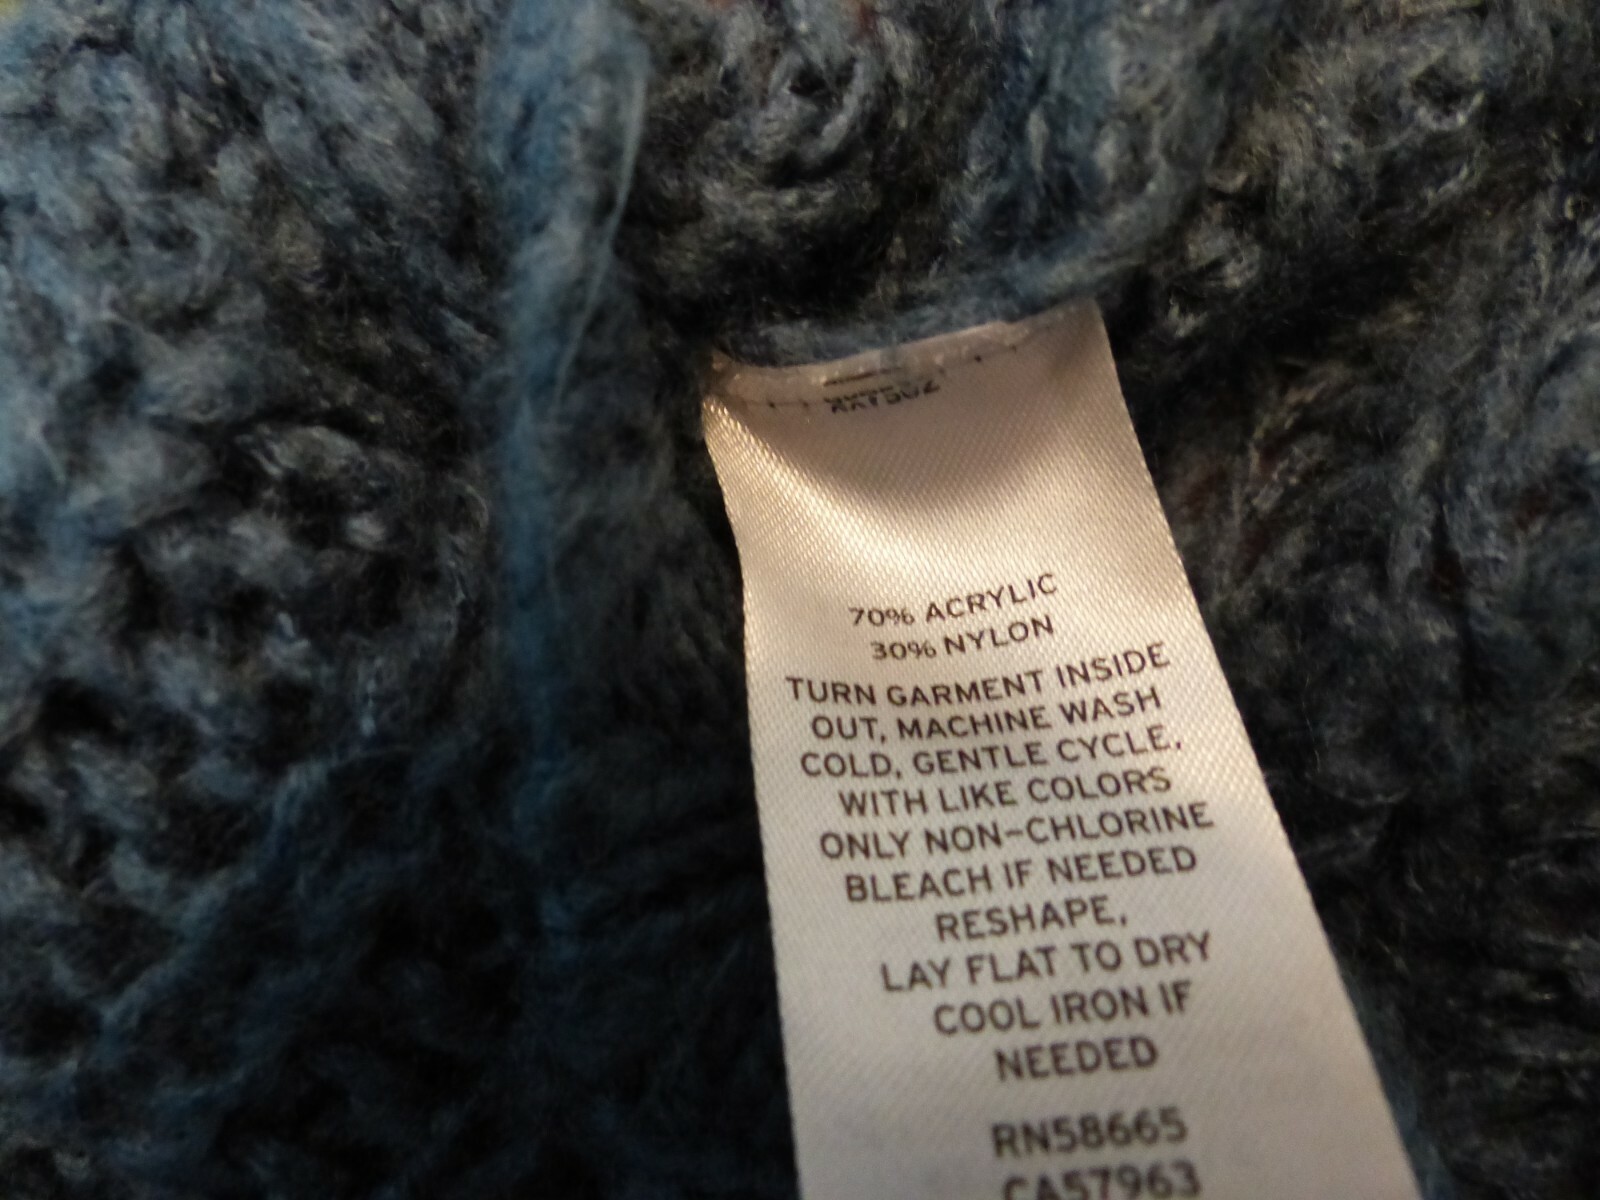 70% ACRYLIC
30% NYLON
TURN GARMENT INSIDE
OUT, MACHINE WASH
COLD, GENTLE CYCLE,
WITH LIKE COLORS
ONLY NON-CHLORINE
BLEACH IF NEEDED
RESHAPE,
LAY FLAT TO DRY
COOL IRON IF
NEEDED
RN58665
CA57963